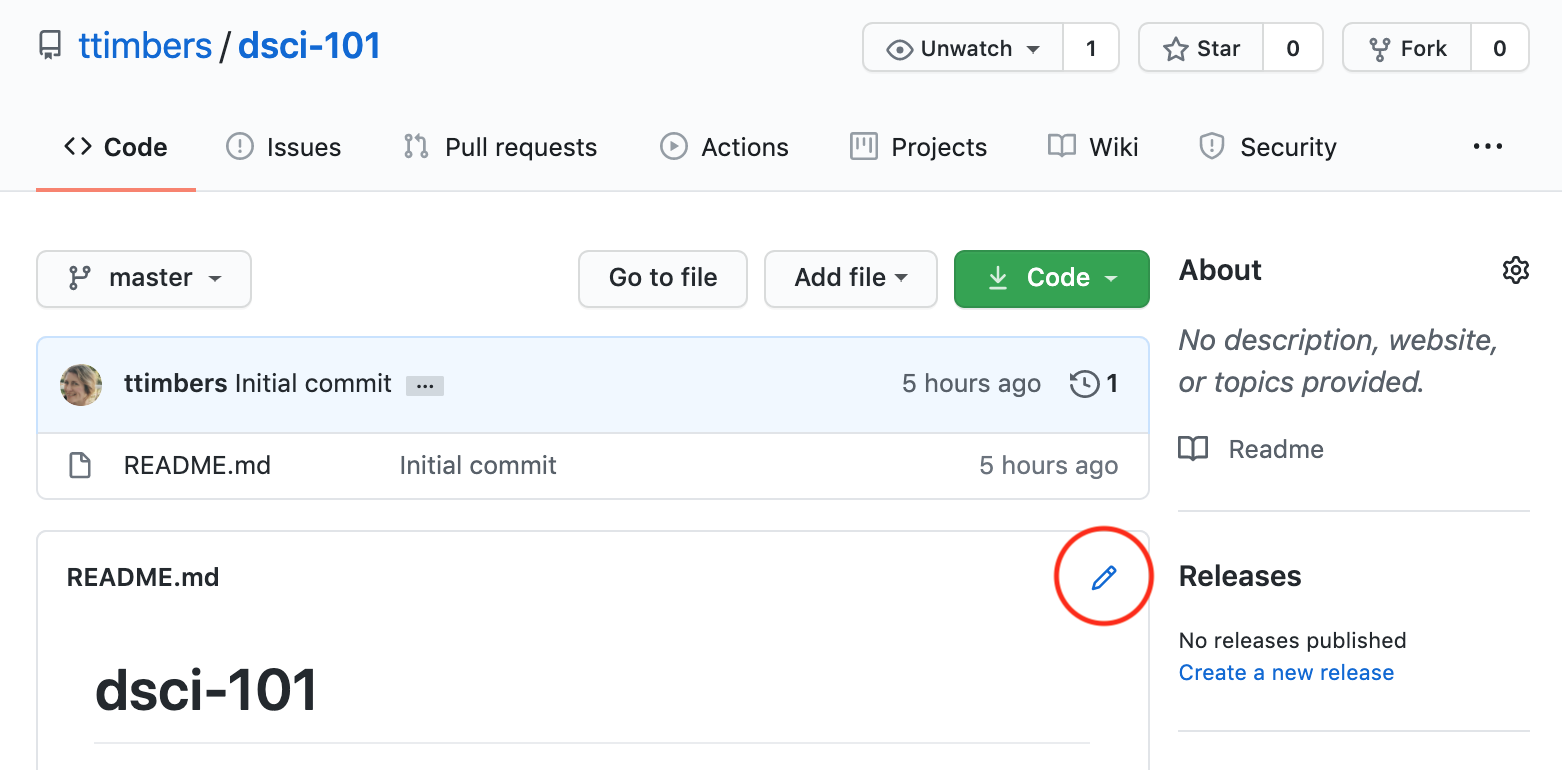 ttimbers / dsci-101
Unwatch 1 Star 0 Fork 0
Code Issues Pull requests Actions Projects Wiki Security ...
master Go to file Add file Code
ttimbers Initial commit ... 5 hours ago 1
README.md Initial commit 5 hours ago
README.md
dsci-101
About
No description, website,
or topics provided.
Readme
Releases
No releases published
Create a new release